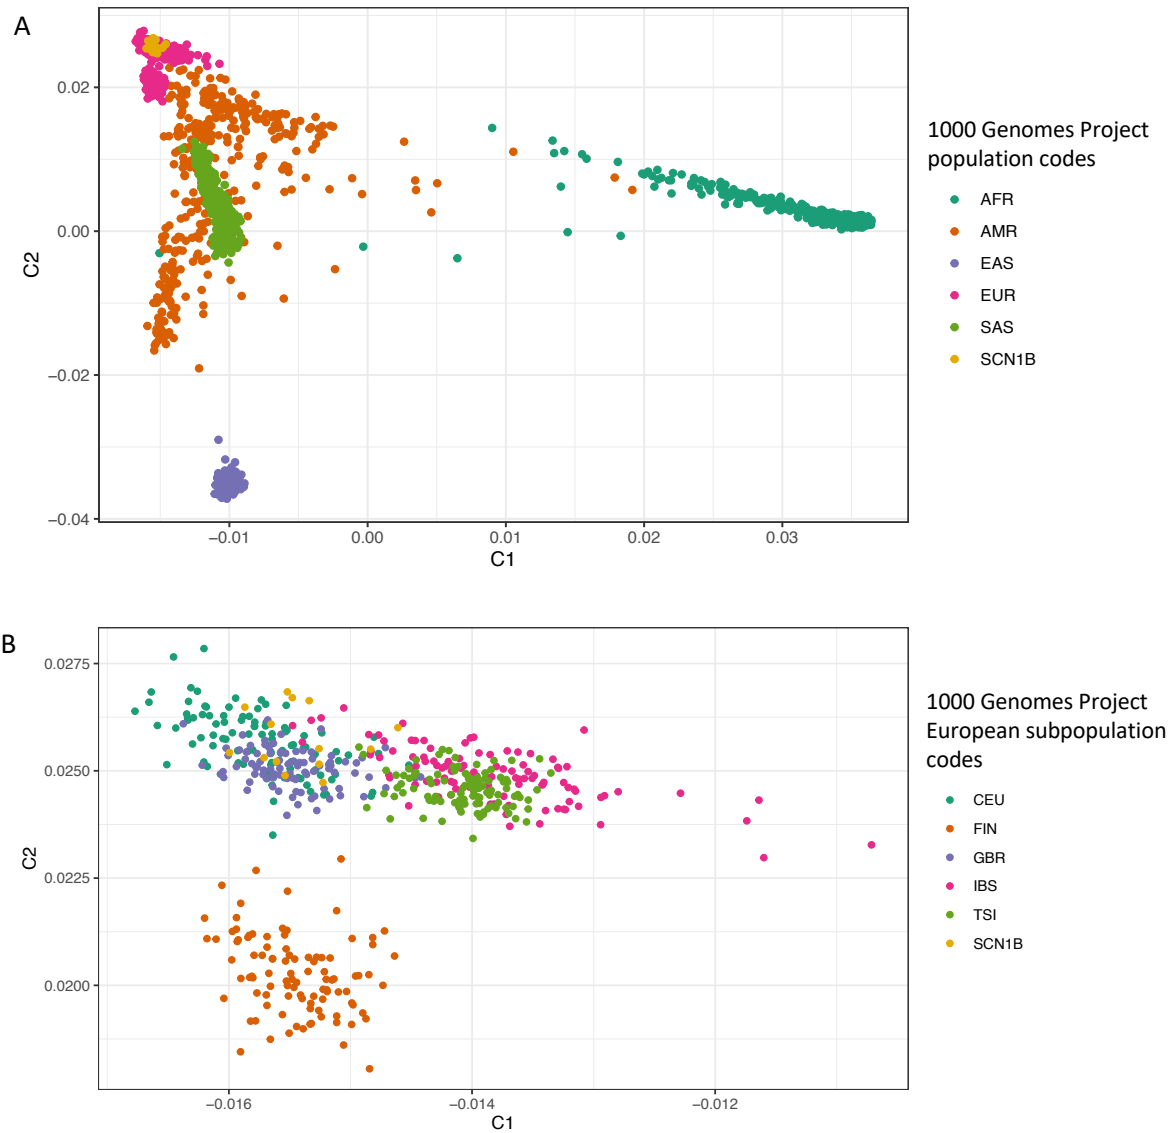 A
0.02
0.00
−0.02
−0.04
C2
−0.01
0.00
0.01
0.02
0.03
C1
1000 Genomes Project
population codes
AFR
AMR
EAS
EUR
SAS
SCN1B
B
0.0275
0.0250
0.0225
0.0200
C2
−0.016
−0.014
−0.012
C1
1000 Genomes Project
European subpopulation
codes
CEU
FIN
GBR
IBS
TSI
SCN1B